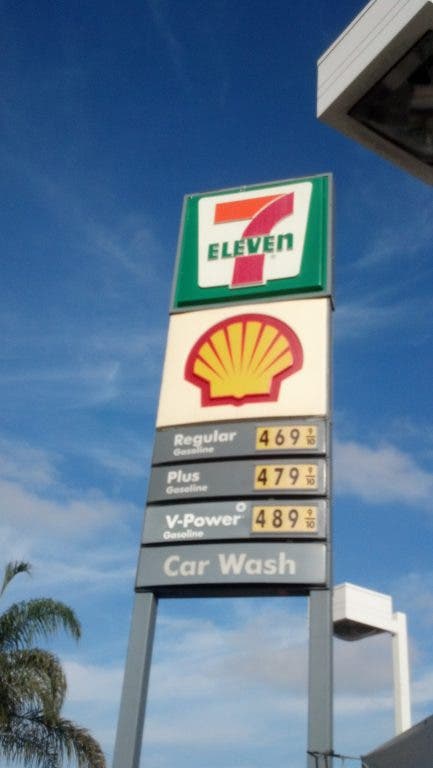 7
ELEVEn
Regular 469 9/10
Gasoline
Plus 479 9/10
Gasoline
V-Power 489 9/10
Gasoline
Car Wash